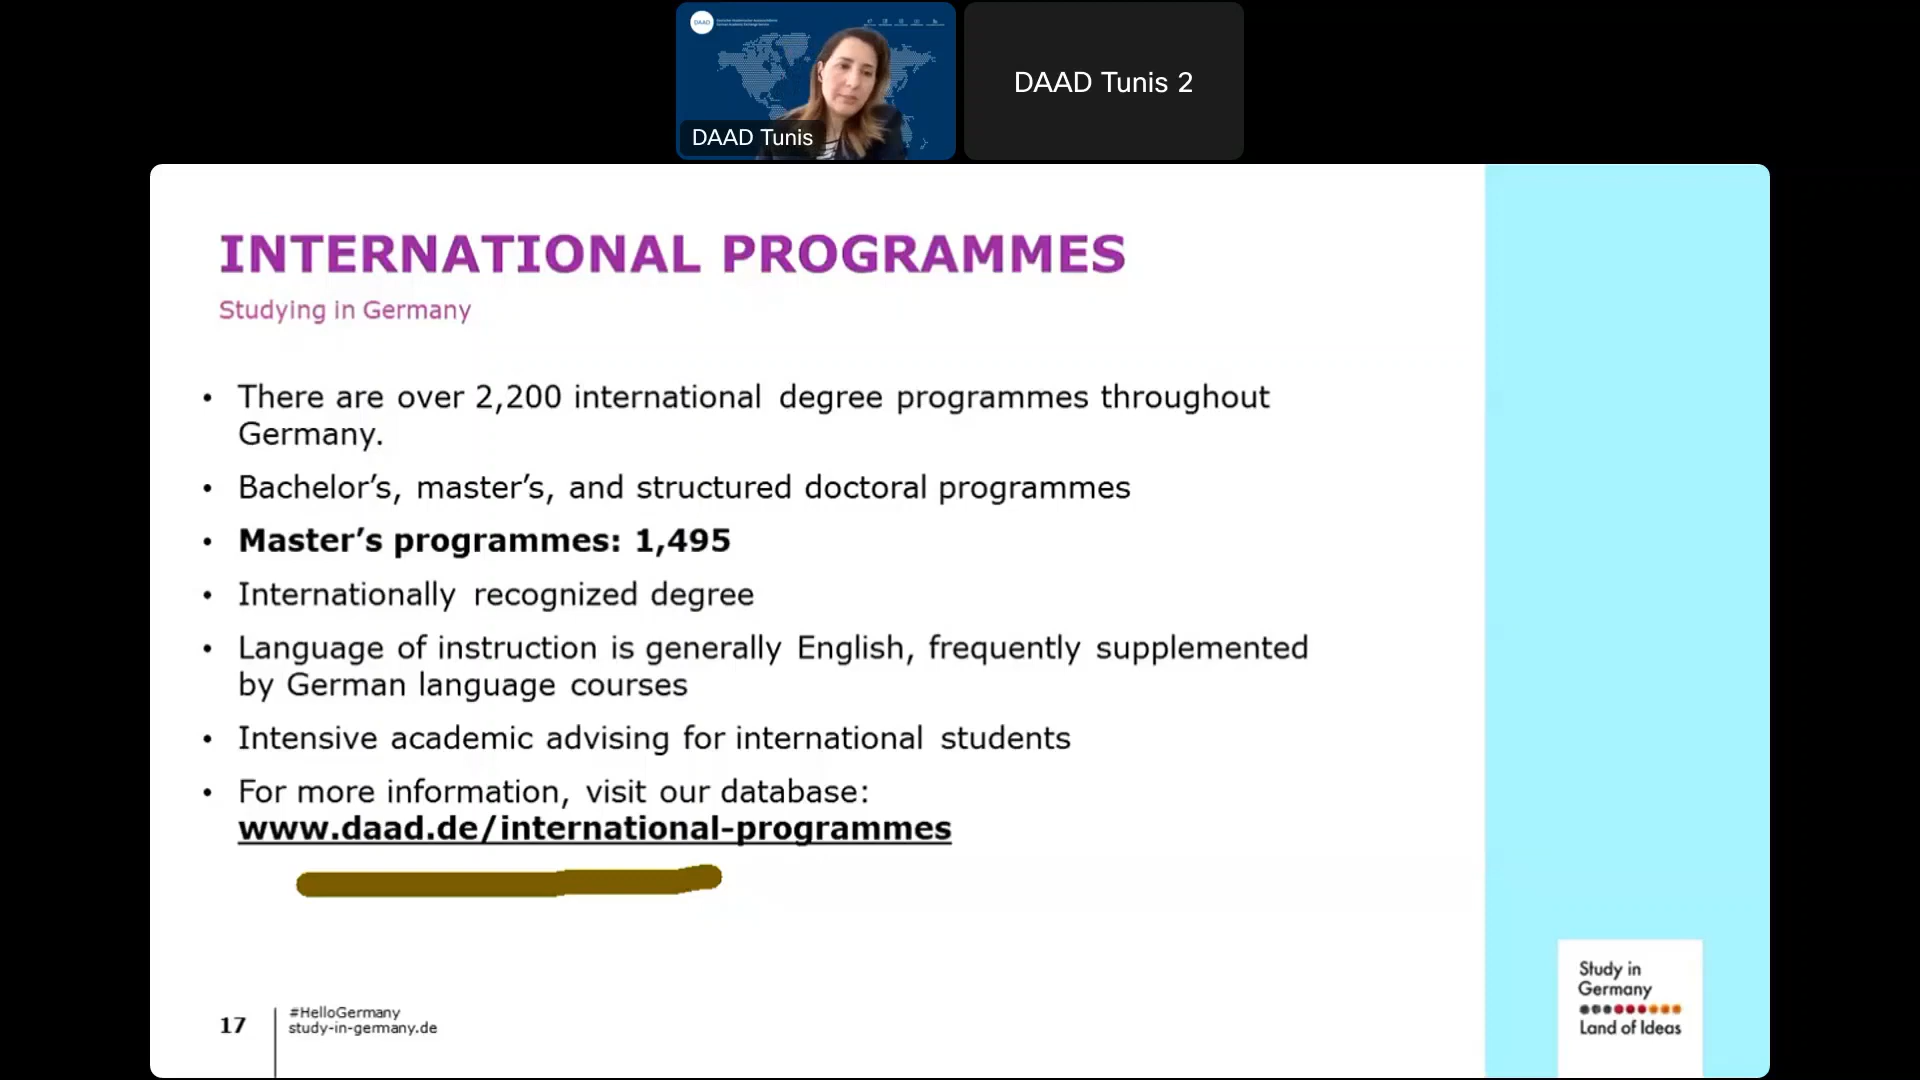 DAAD
DAAD Tunis
DAAD Tunis 2
INTERNATIONAL PROGRAMMES
Studying in Germany
• There are over 2,200 international degree programmes throughout
Germany.
• Bachelor’s, master’s, and structured doctoral programmes
• Master’s programmes: 1,495
• Internationally recognized degree
• Language of instruction is generally English, frequently supplemented
by German language courses
• Intensive academic advising for international students
• For more information, visit our database:
www.daad.de/international-programmes
17
#HelloGermany
study-in-germany.de
Study in
Germany
Land of Ideas